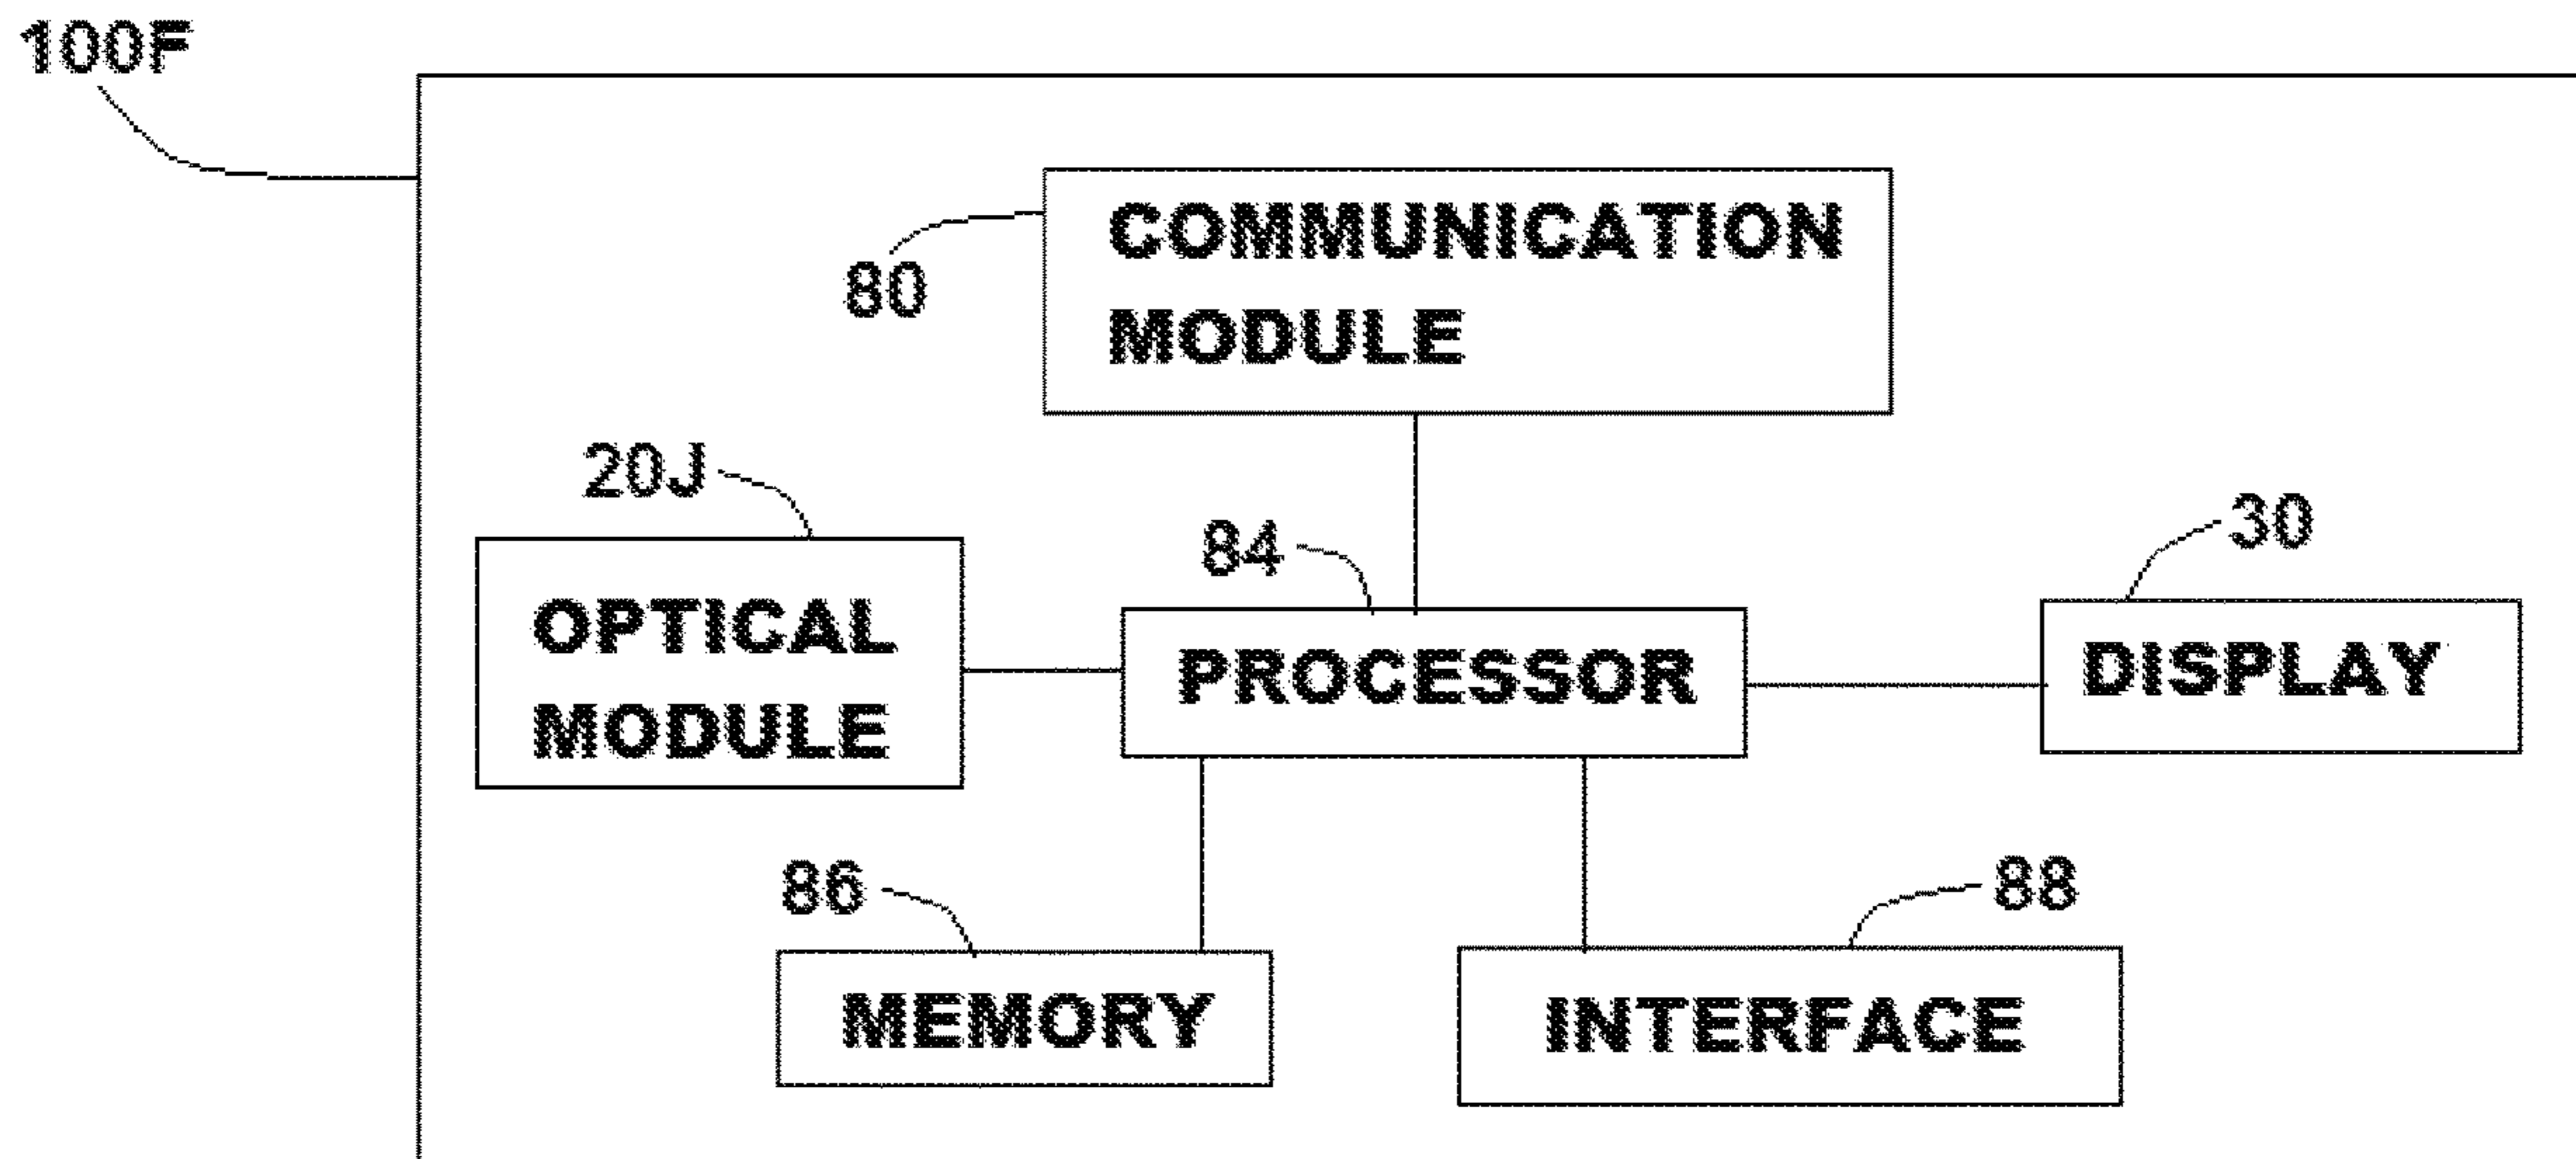 100F
COMMUNICATION
MODULE
80
20J
OPTICAL
MODULE
84
PROCESSOR
30
DISPLAY
86
MEMORY
88
INTERFACE